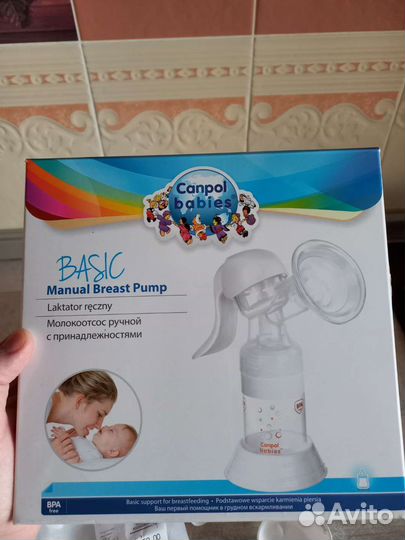 Canpol
babies
BASIC
Manual Breast Pump
Laktator ręczny
Молокоотсос ручной
с принадлежностями
Canpol
babies
BPA
free
Basic support for breastfeeding • Podstawowe wsparcie karmienia piersią
Ваш первый помощник в грудном вскармливании
Avito